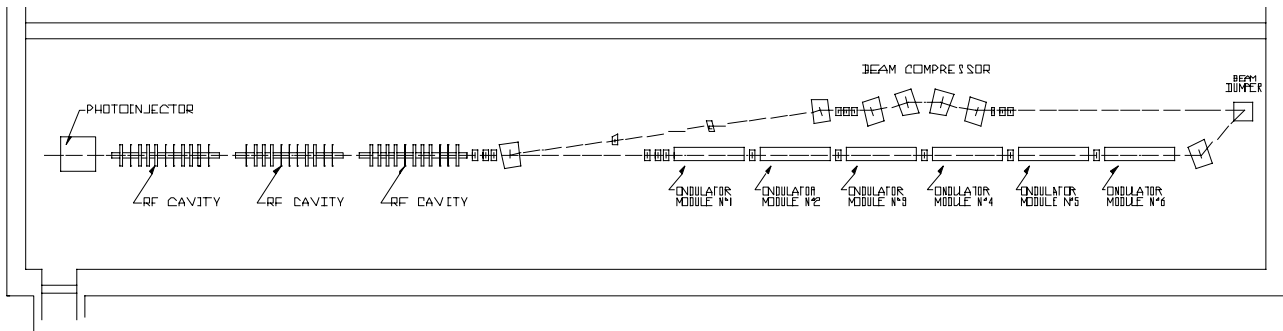 BEAM COMPRESSOR
BEAM
DUMPER
PHOTOINJECTOR
RF CAVITY
RF CAVITY
RF CAVITY
ONDULATOR
MODULE N°1
ONDULATOR
MODULE N°2
ONDULATOR
MODULE N°3
ONDULATOR
MODULE N°4
ONDULATOR
MODULE N°5
ONDULATOR
MODULE N°6